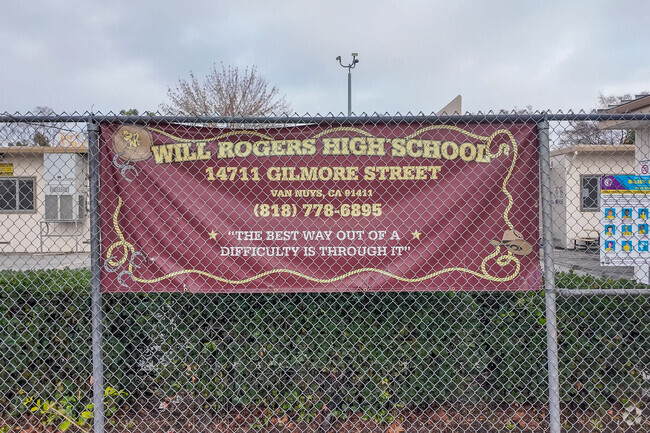 WILL ROGERS HIGH SCHOOL
14711 GILMORE STREET
VAN NUYS, CA 91411
(818) 778-6895
"THE BEST WAY OUT OF A
DIFFICULTY IS THROUGH IT"